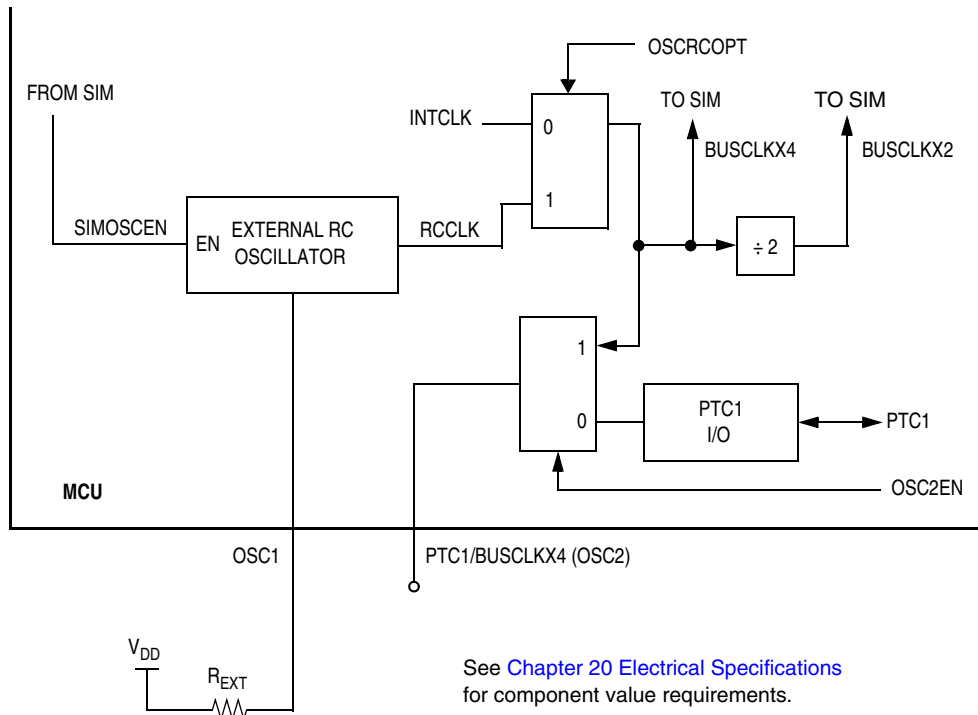 OSCRCOPT
FROM SIM
TO SIM
TO SIM
INTCLK
0
BUSCLKX4
BUSCLKX2
1
SIMOSCEN
EN
EXTERNAL RC
OSCILLATOR
RCCLK
÷ 2
1
0
PTC1
I/O
PTC1
MCU
OSC2EN
OSC1
PTC1/BUSCLKX4 (OSC2)
VDD
REXT
See Chapter 20 Electrical Specifications
for component value requirements.